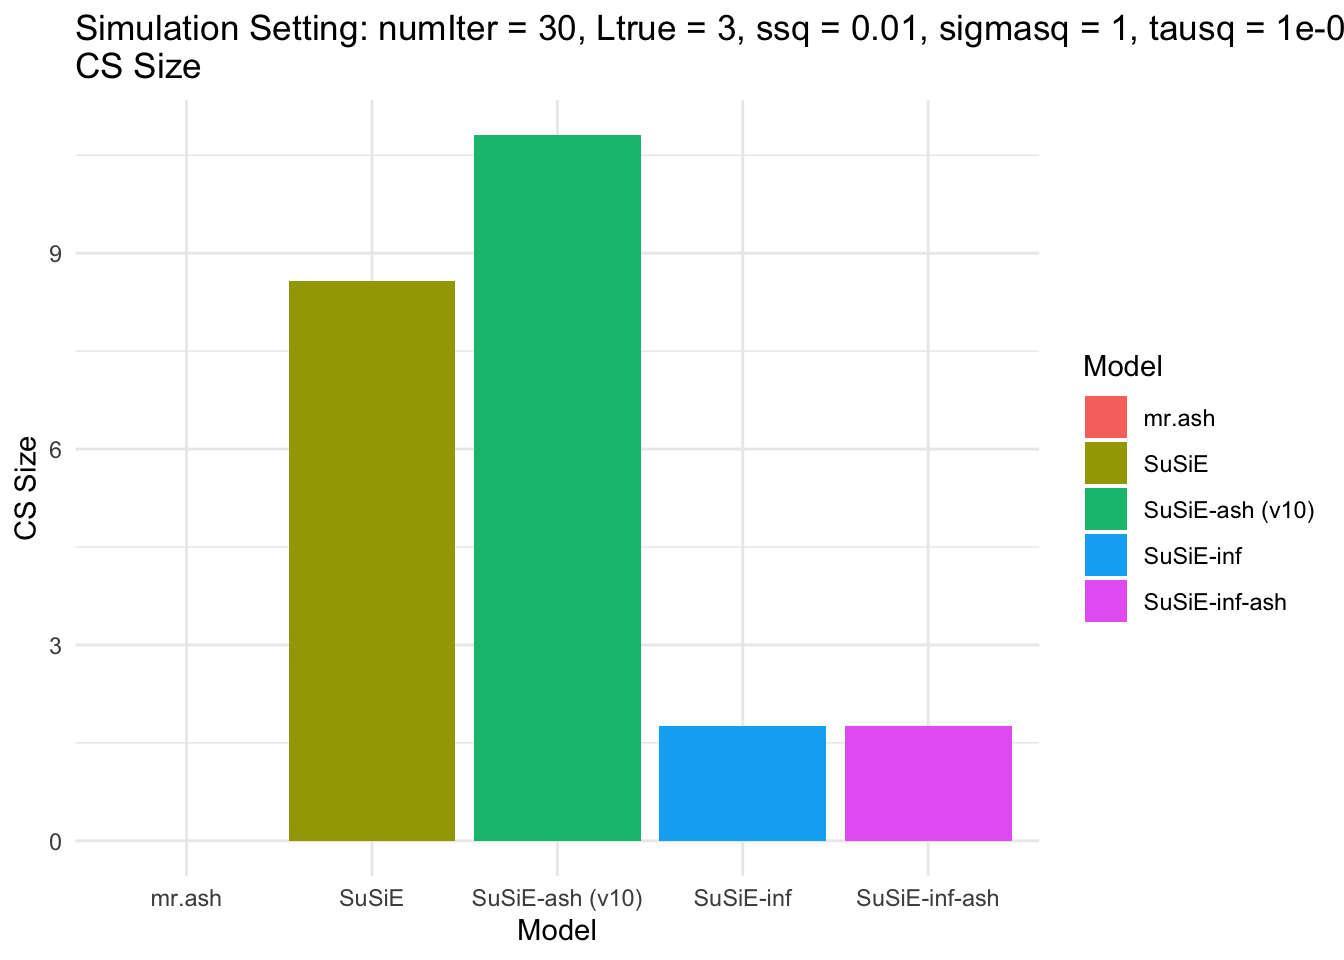 Simulation Setting: numIter = 30, Ltrue = 3, ssq = 0.01, sigmasq = 1, tausq = 1e-0
CS Size
9
6
3
0
CS Size
mr.ash
SuSiE
SuSiE-ash (v10)
SuSiE-inf
SuSiE-inf-ash
Model
Model
mr.ash
SuSiE
SuSiE-ash (v10)
SuSiE-inf
SuSiE-inf-ash